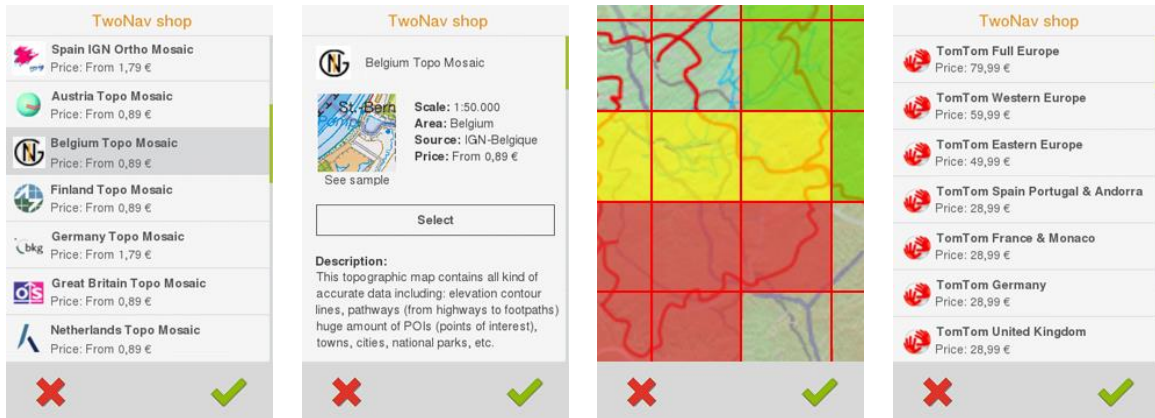 TwoNav shop
Spain IGN Ortho Mosaic
Price: From 1,79 €
Austria Topo Mosaic
Price: From 0,89 €
Belgium Topo Mosaic
Price: From 0,89 €
Finland Topo Mosaic
Price: From 0,89 €
bkg
Germany Topo Mosaic
Price: From 1,79 €
OS
Great Britain Topo Mosaic
Price: From 0,89 €
Netherlands Topo Mosaic
Price: From 0,89 €
TwoNav shop
Belgium Topo Mosaic
St.-Bern
Scale: 1:50.000
Area: Belgium
Source: IGN-Belgique
Price: From 0,89 €
See sample
Select
Description:
This topographic map contains all kind of
accurate data including: elevation contour
lines, pathways (from highways to footpaths)
huge amount of POIs (points of interest),
towns, cities, national parks, etc.
TwoNav shop
TomTom Full Europe
Price: 79,99 €
TomTom Western Europe
Price: 59,99 €
TomTom Eastern Europe
Price: 49,99 €
TomTom Spain Portugal & Andorra
Price: 28,99 €
TomTom France & Monaco
Price: 28,99 €
TomTom Germany
Price: 28,99 €
TomTom United Kingdom
Price: 28,99 €